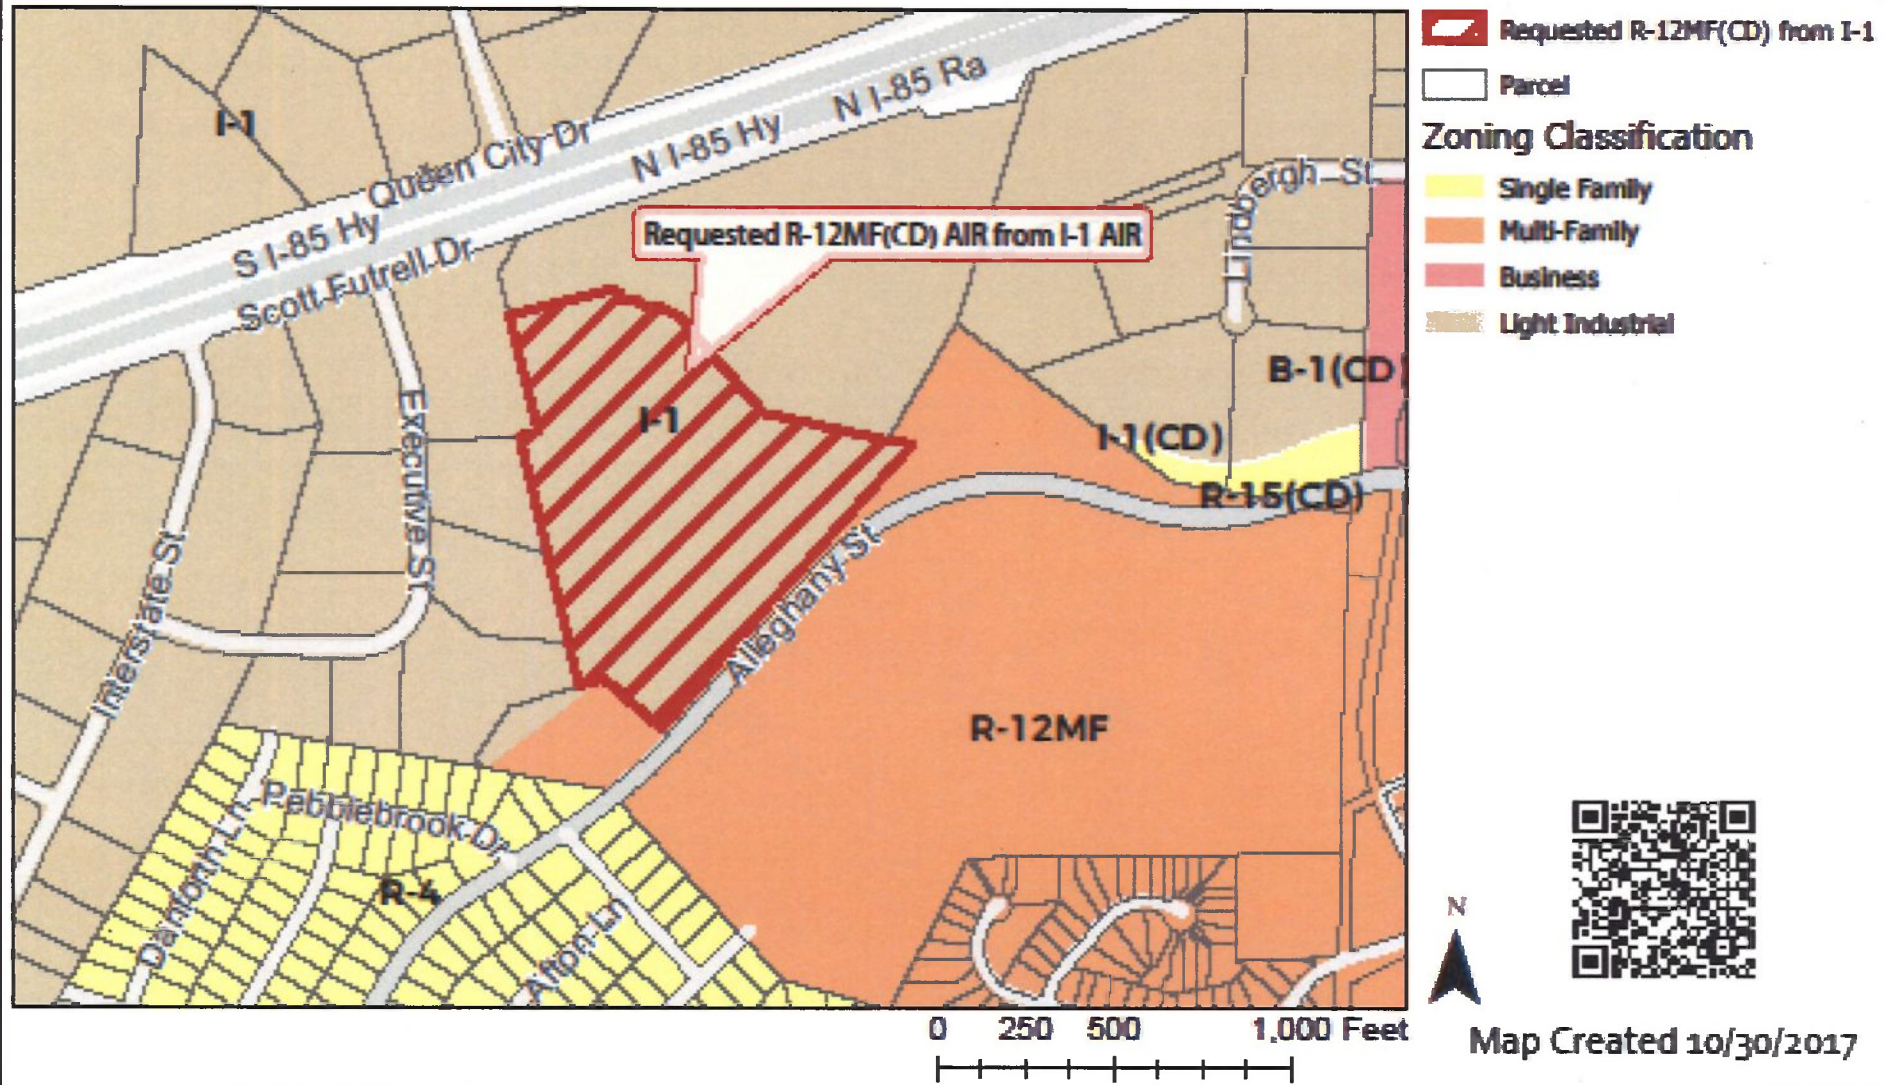 Requested R-12MF(CD) from I-1
Parcel
Zoning Classification
Single Family
Multi-Family
Business
Light Industrial
I-1
Queen City Dr
N I-85 Ra
N I-85 Hy
S I-85 Hy
Scott Futrell Dr
Lindbergh St
Requested R-12MF(CD) AIR from I-1 AIR
B-1(CD)
I-1
I-1(CD)
R-15(CD)
Executive St
Interstate St
Alleghany St
R-12MF
Pebblebrook Dr
Danforth Ln
R-4
Afton Ln
N
0 250 500 1,000 Feet
Map Created 10/30/2017